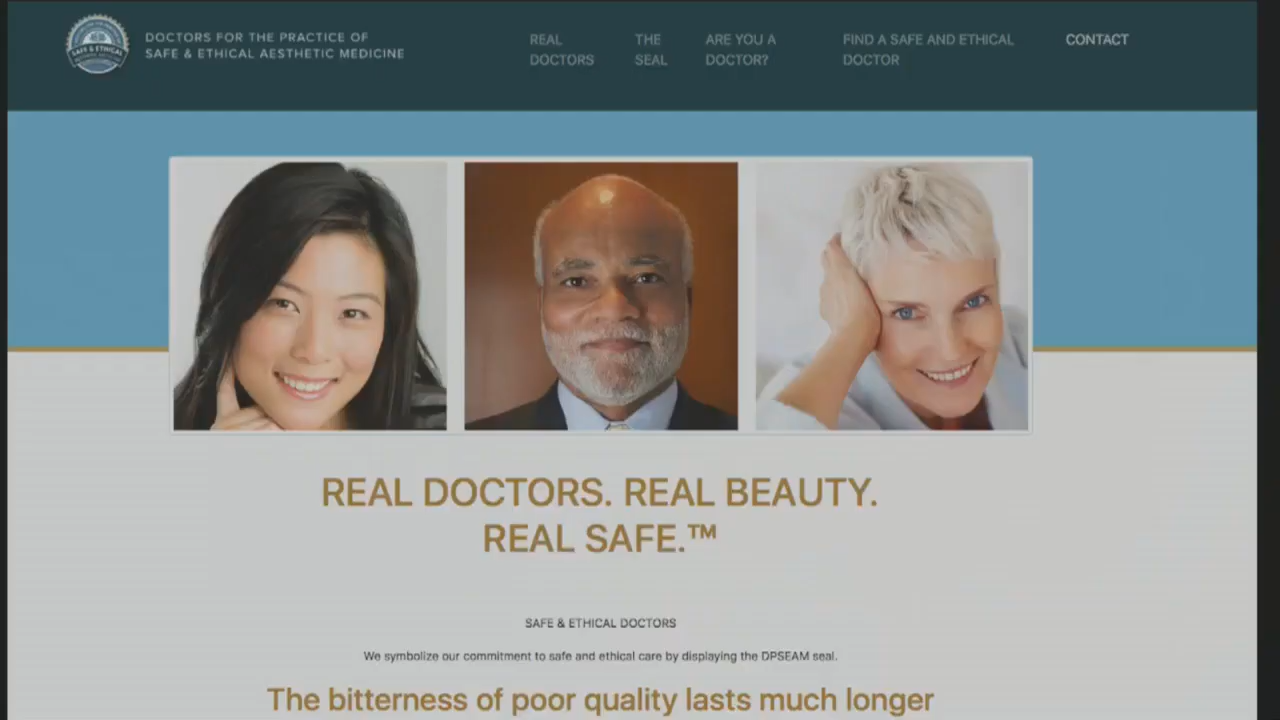 DOCTORS FOR THE PRACTICE OF
SAFE & ETHICAL AESTHETIC MEDICINE
SAFE & ETHICAL
REAL
DOCTORS
THE
SEAL
ARE YOU A
DOCTOR?
FIND A SAFE AND ETHICAL
DOCTOR
CONTACT
REAL DOCTORS. REAL BEAUTY.
REAL SAFE.™
SAFE & ETHICAL DOCTORS
We symbolize our commitment to safe and ethical care by displaying the DPSEAM seal.
The bitterness of poor quality lasts much longer